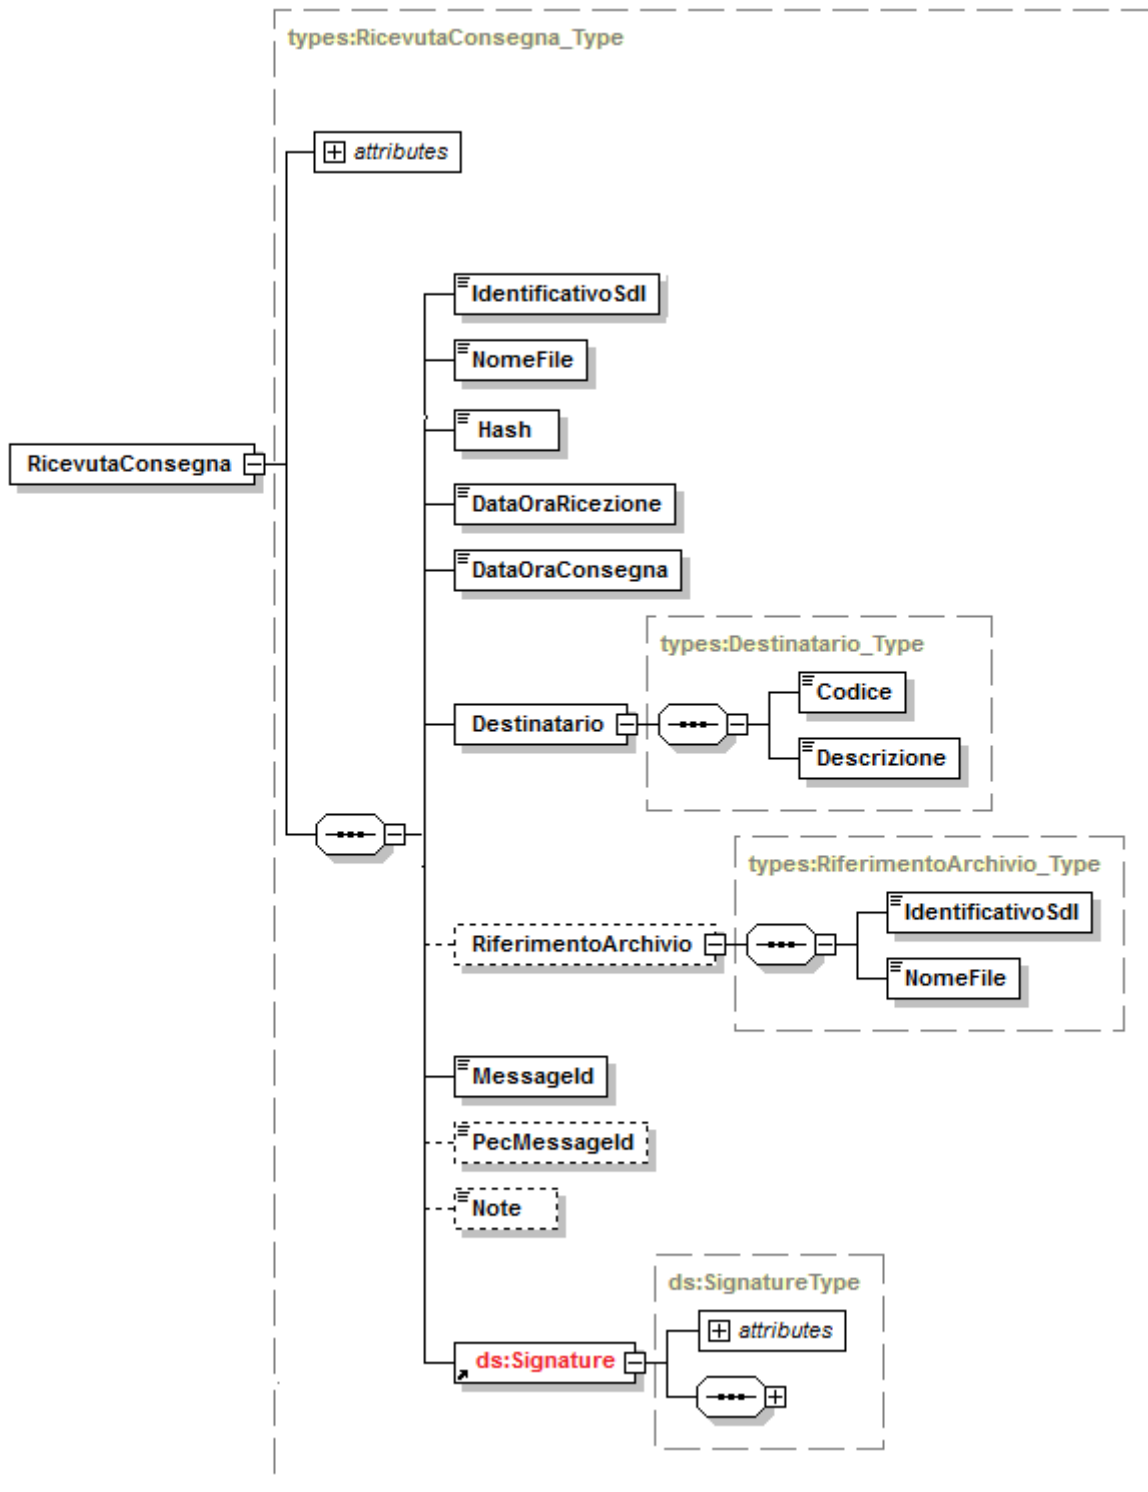 types:RicevutaConsegna_Type
attributes
IdentificativoSdI
NomeFile
Hash
RicevutaConsegna
DataOraRicezione
DataOraConsegna
types:Destinatario_Type
Codice
Destinatario
Descrizione
types:RiferimentoArchivio_Type
IdentificativoSdI
RiferimentoArchivio
NomeFile
MessageId
PecMessageId
Note
ds:SignatureType
attributes
ds:Signature